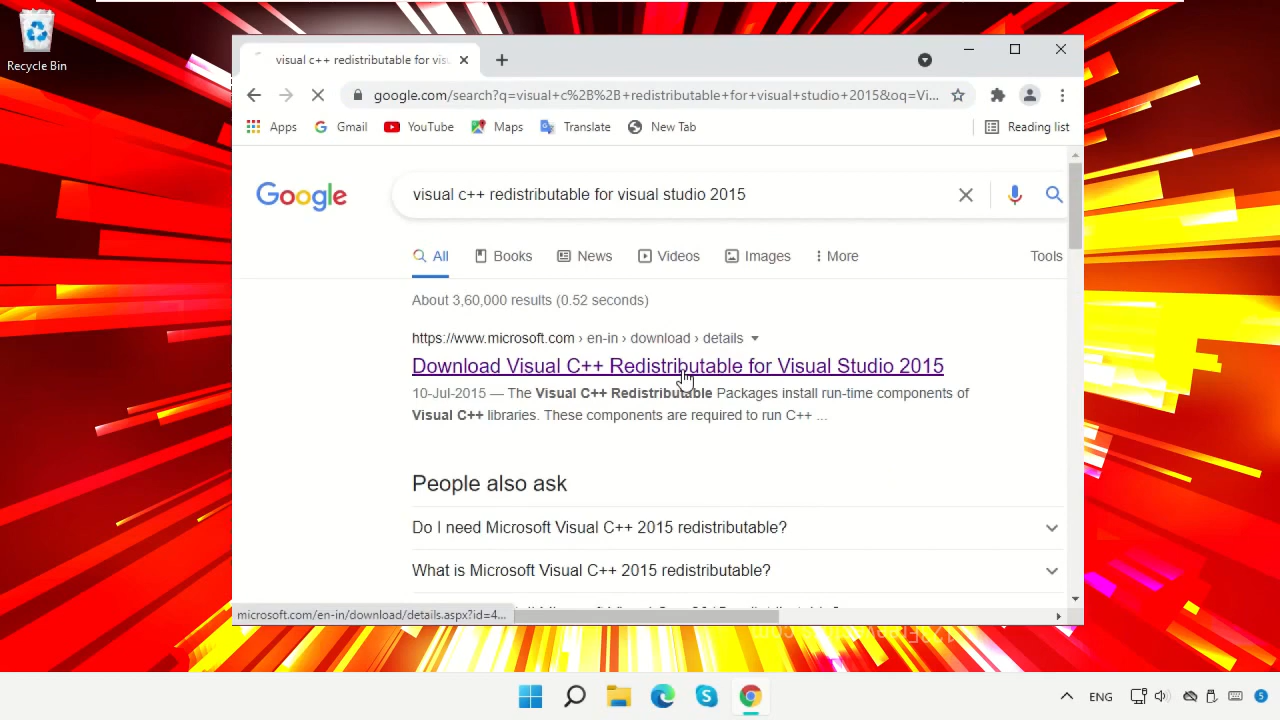 Recycle Bin
visual c++ redistributable for vis
google.com/search?q=visual+c%2B%2B+redistributable+for+visual+studio+2015&oq=Vi...
Apps
Gmail
YouTube
Maps
Translate
New Tab
Reading list
Google
visual c++ redistributable for visual studio 2015
All
Books
News
Videos
Images
More
Tools
About 3,60,000 results (0.52 seconds)
https://www.microsoft.com › en-in › download › details
Download Visual C++ Redistributable for Visual Studio 2015
10-Jul-2015 — The Visual C++ Redistributable Packages install run-time components of
Visual C++ libraries. These components are required to run C++ ...
People also ask
Do I need Microsoft Visual C++ 2015 redistributable?
What is Microsoft Visual C++ 2015 redistributable?
microsoft.com/en-in/download/details.aspx?id=4...
ENG
5